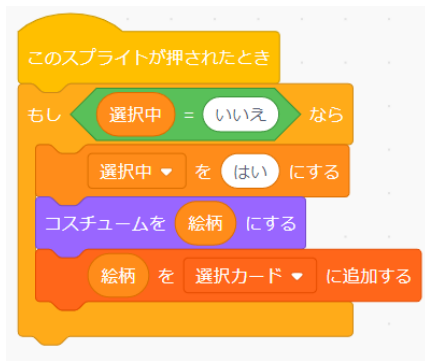 このスプライトが押されたとき
もし 選択中 = いいえ なら
選択中 を はい にする
コスチュームを 絵柄 にする
絵柄 を 選択カード に追加する